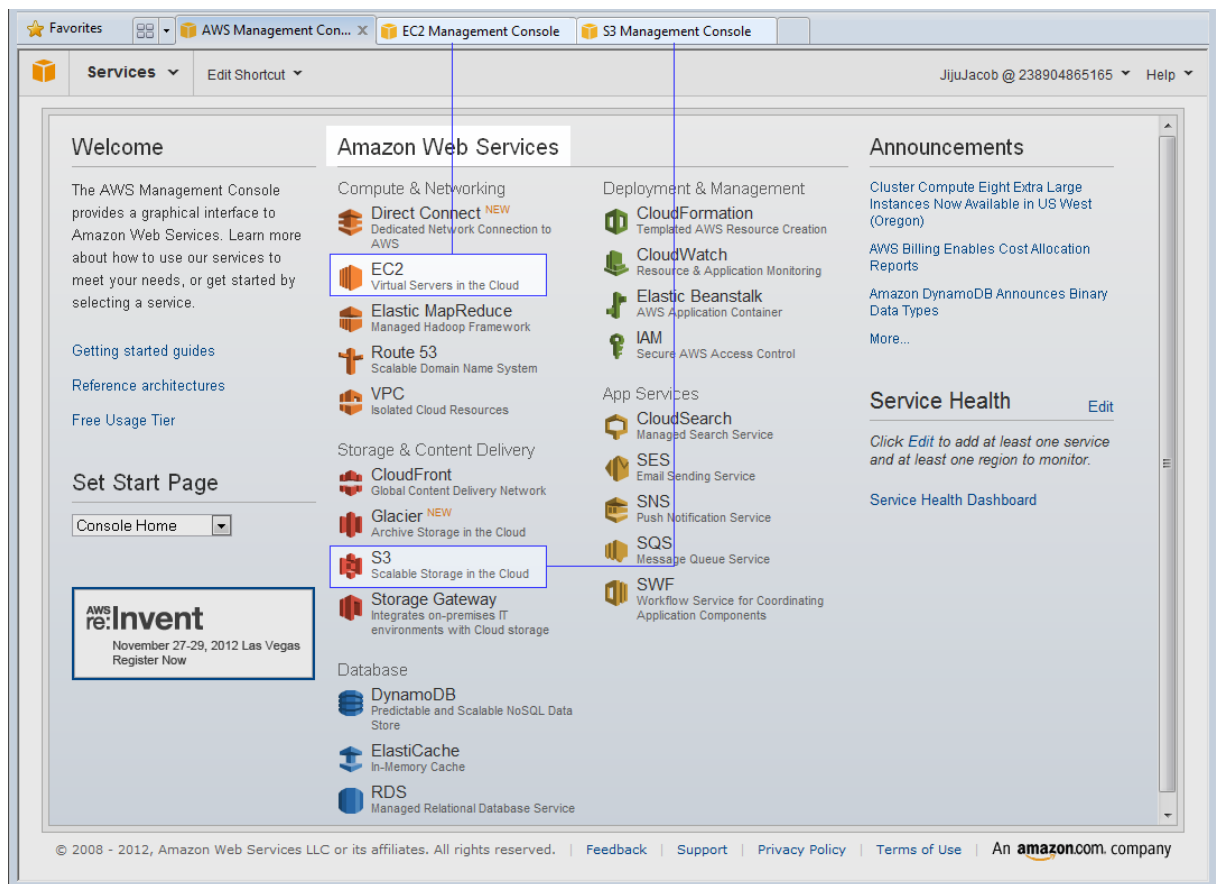 Favorites
AWS Management Con... X
EC2 Management Console
S3 Management Console
Services
Edit Shortcut
JijuJacob @ 238904865165
Help
Welcome
The AWS Management Console
provides a graphical interface to
Amazon Web Services. Learn more
about how to use our services to
meet your needs, or get started by
selecting a service.
Getting started guides
Reference architectures
Free Usage Tier
Set Start Page
Console Home
AWS
re:Invent
November 27-29, 2012 Las Vegas
Register Now
Amazon Web Services
Compute & Networking
Direct Connect NEW
Dedicated Network Connection to
AWS
EC2
Virtual Servers in the Cloud
Elastic MapReduce
Managed Hadoop Framework
Route 53
Scalable Domain Name System
VPC
Isolated Cloud Resources
Storage & Content Delivery
CloudFront
Global Content Delivery Network
Glacier NEW
Archive Storage in the Cloud
S3
Scalable Storage in the Cloud
Storage Gateway
Integrates on-premises IT
environments with Cloud storage
Database
DynamoDB
Predictable and Scalable NoSQL Data
Store
ElastiCache
In-Memory Cache
RDS
Managed Relational Database Service
Deployment & Management
CloudFormation
Templated AWS Resource Creation
CloudWatch
Resource & Application Monitoring
Elastic Beanstalk
AWS Application Container
IAM
Secure AWS Access Control
App Services
CloudSearch
Managed Search Service
SES
Email Sending Service
SNS
Push Notification Service
SQS
Message Queue Service
SWF
Workflow Service for Coordinating
Application Components
Announcements
Cluster Compute Eight Extra Large
Instances Now Available in US West
(Oregon)
AWS Billing Enables Cost Allocation
Reports
Amazon DynamoDB Announces Binary
Data Types
More...
Service Health
Edit
Click Edit to add at least one service
and at least one region to monitor.
Service Health Dashboard
© 2008 - 2012, Amazon Web Services LLC or its affiliates. All rights reserved. | Feedback | Support | Privacy Policy | Terms of Use | An amazon.com. company